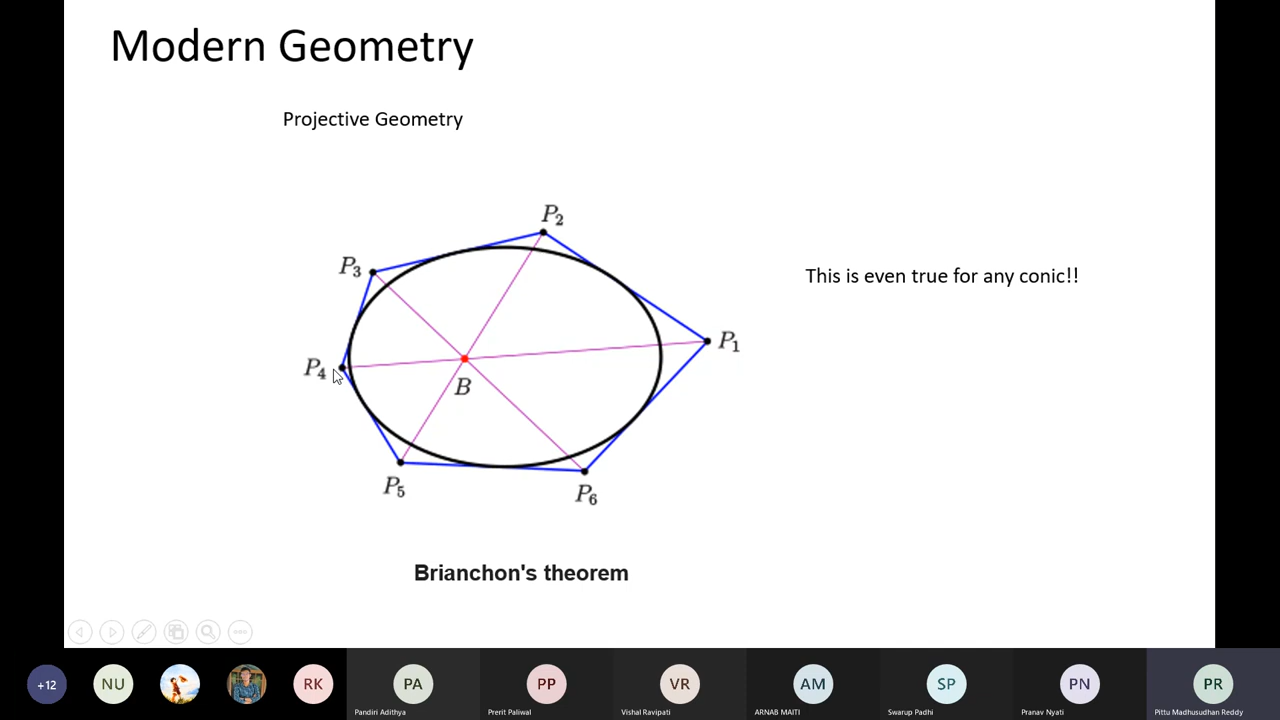 Modern Geometry
Projective Geometry
P2
P3
This is even true for any conic!!
P1
P4
B
P5
P6
Brianchon's theorem
+12
NU
RK
PA
PP
VR
AM
SP
PN
PR
Pandiri Adithya
Prerit Paliwal
Vishal Ravipati
ARNAB MAITI
Swarup Padhi
Pranav Nyati
Pittu Madhusudhan Reddy